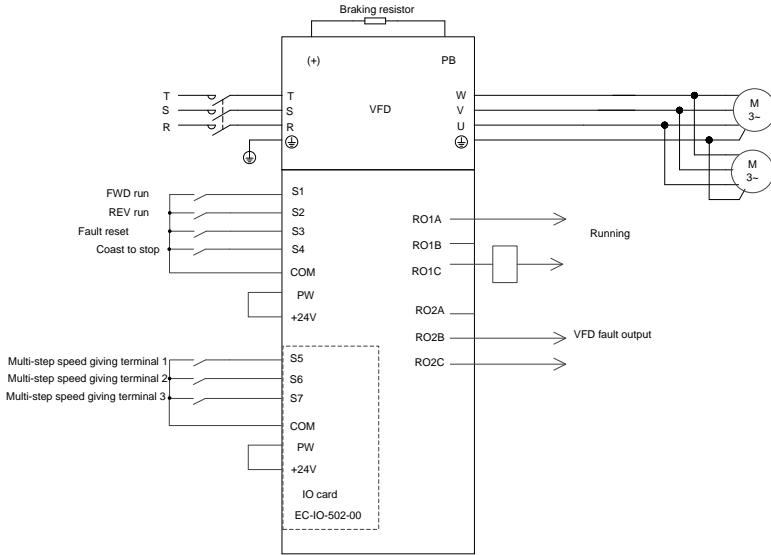 Braking resistor
(+) PB
T T W
S S VFD V
R R U
M
3~
M
3~
FWD run S1
REV run S2
Fault reset S3
Coast to stop S4
COM
PW
+24V
RO1A
RO1B
RO1C
Running
RO2A
RO2B
RO2C
VFD fault output
Multi-step speed giving terminal 1 S5
Multi-step speed giving terminal 2 S6
Multi-step speed giving terminal 3 S7
COM
PW
+24V
IO card
EC-IO-502-00